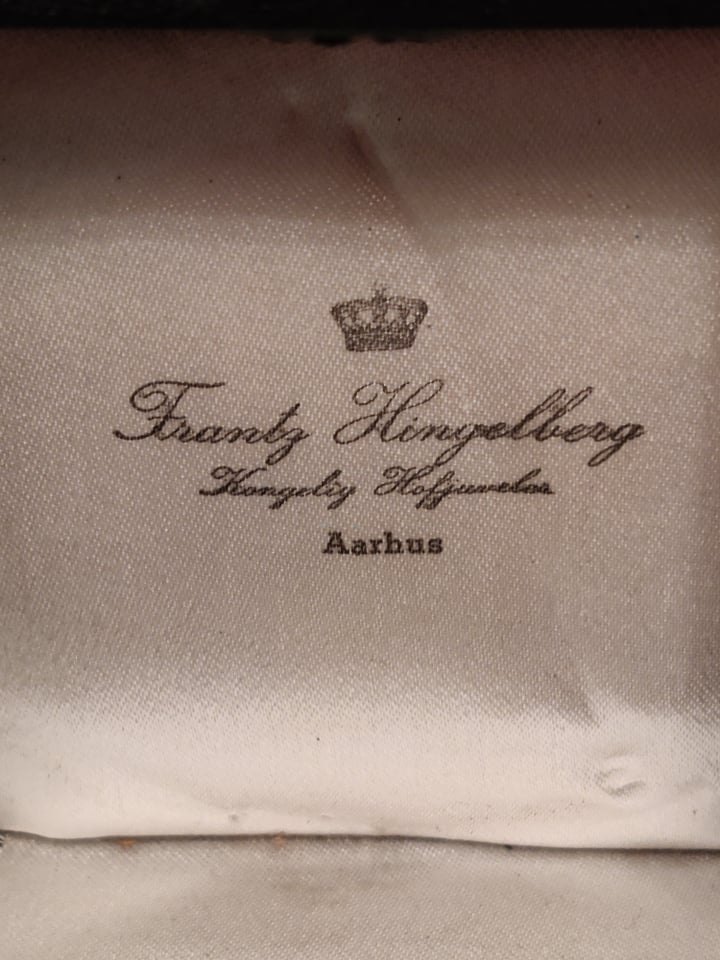 Frantz Hingelberg
Kongelig Hofjuveler
Aarhus